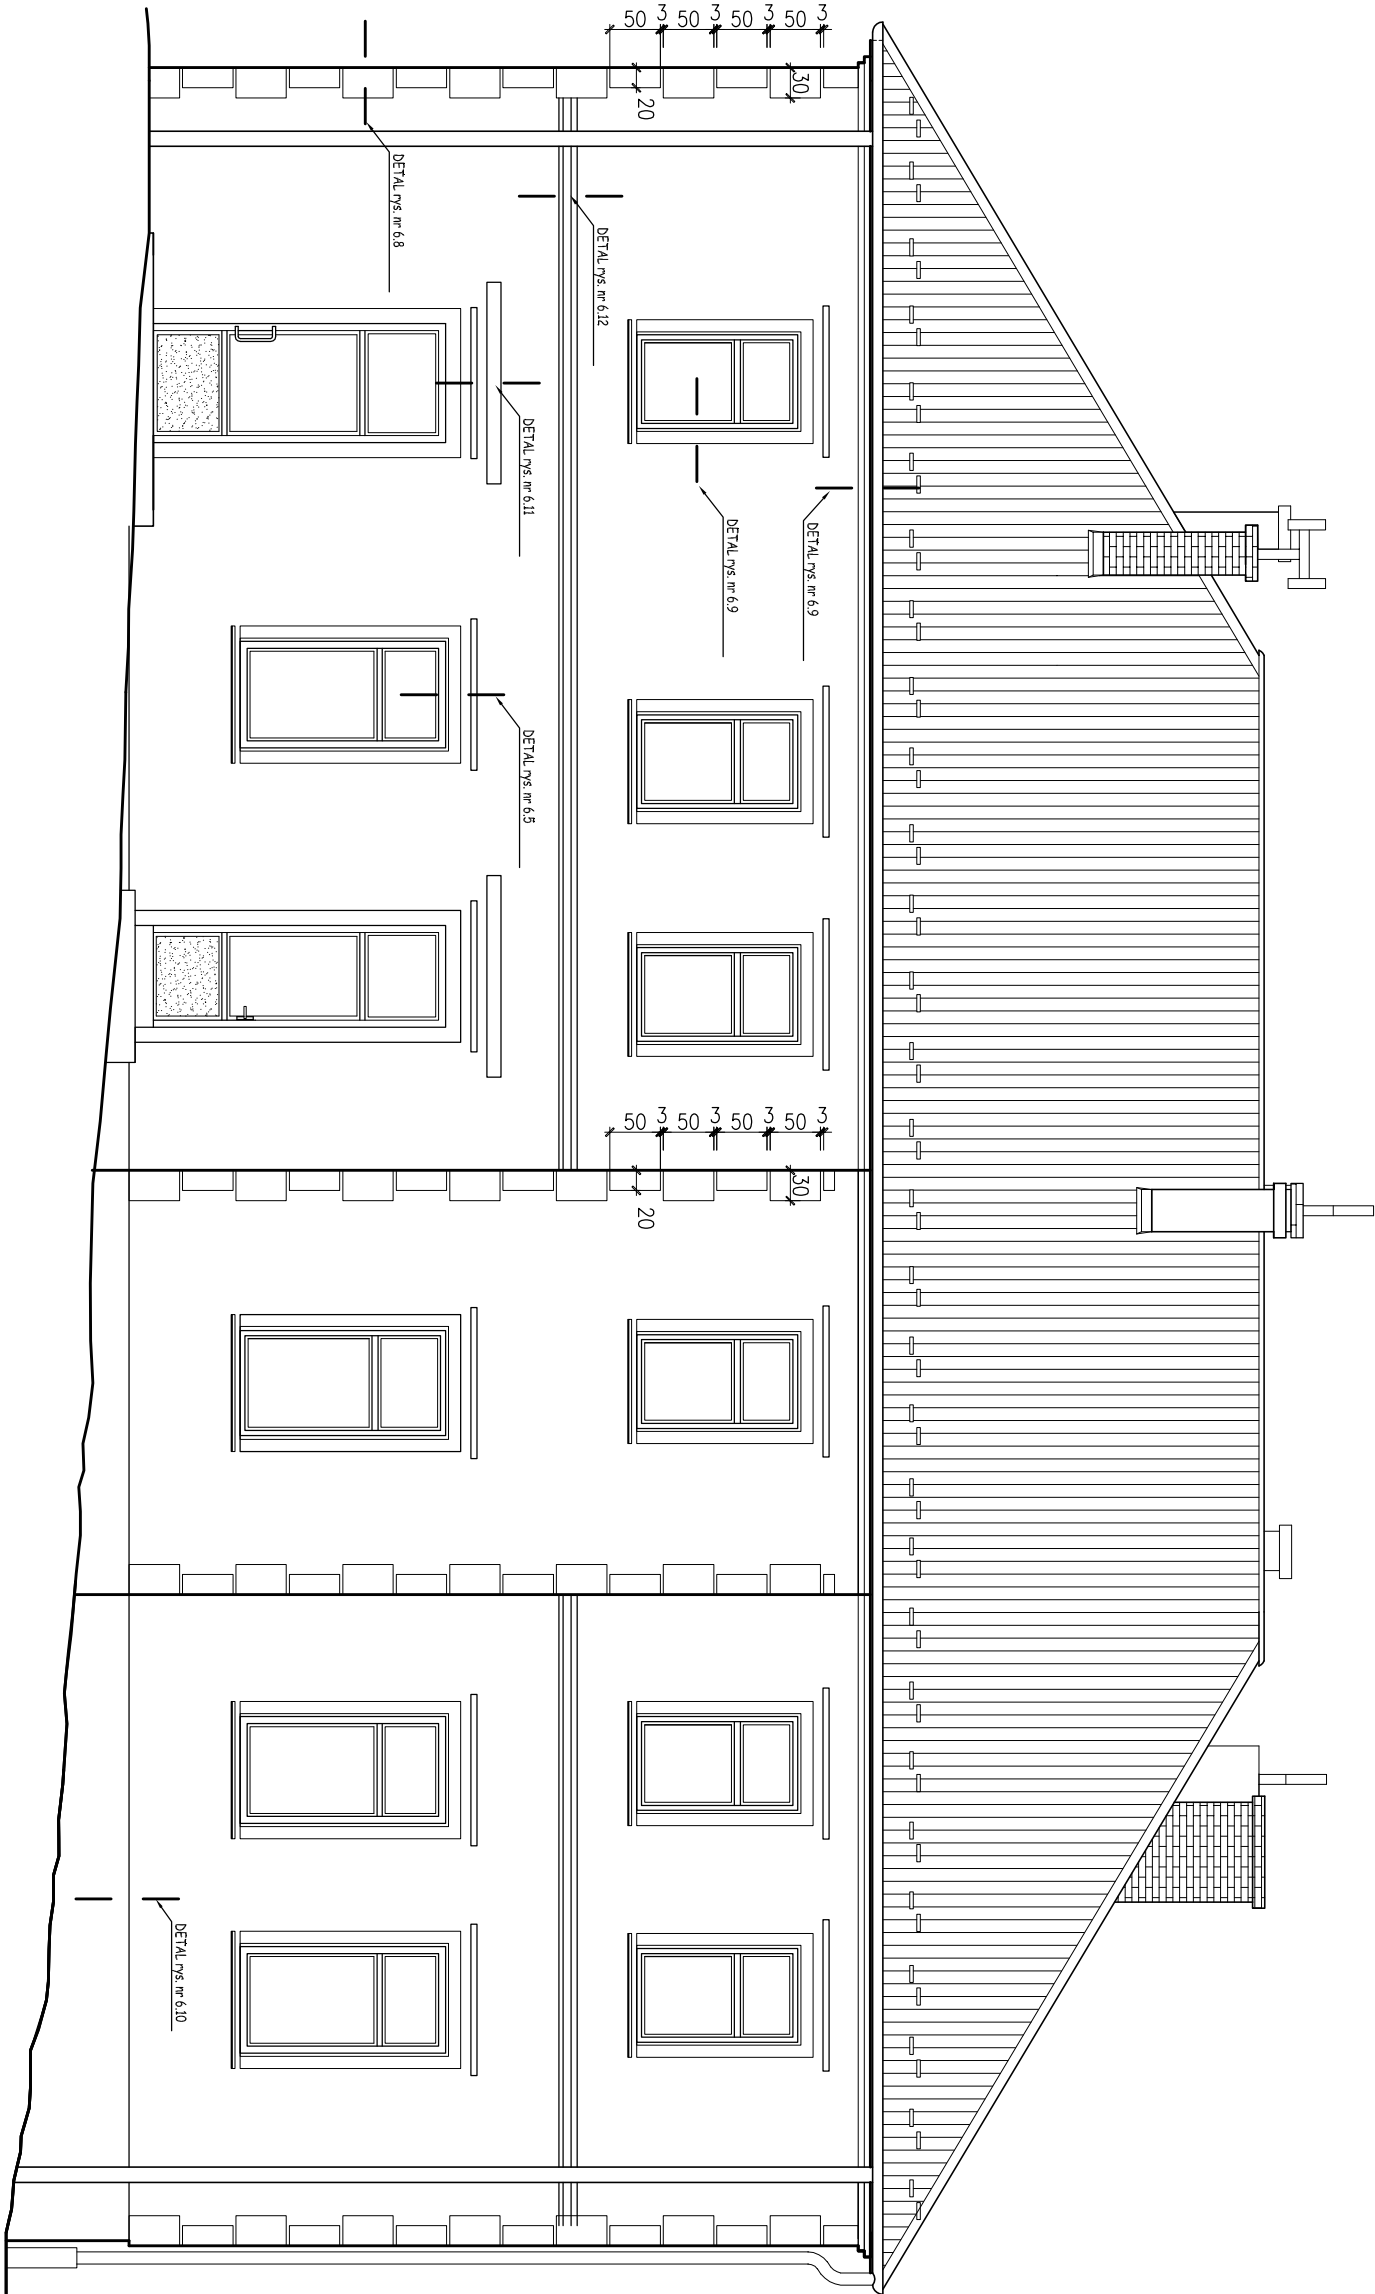 50 3 50 3 50 3 50 3
30
20
DETAL rys. nr 6.8
DETAL rys. nr 6.12
DETAL rys. nr 6.11
DETAL rys. nr 6.9
DETAL rys. nr 6.9
DETAL rys. nr 6.5
50 3 50 3 50 3 50 3
30
20
DETAL rys. nr 6.10